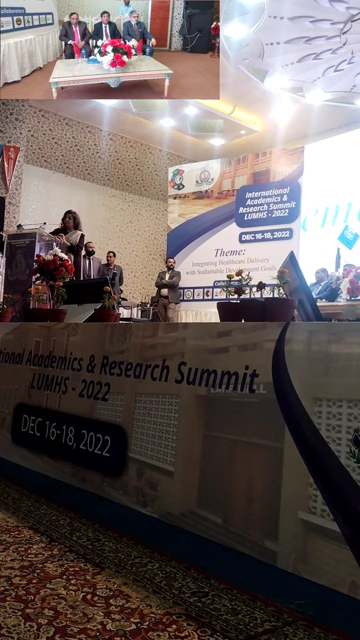 International
Academics &
Research Summit
LUMHS - 2022
DEC 16-18, 2022
Theme:
Integrating Healthcare Delivery
with Sustainable Development Goals
Academics & Research Summit
LUMHS - 2022
DEC 16-18, 2022